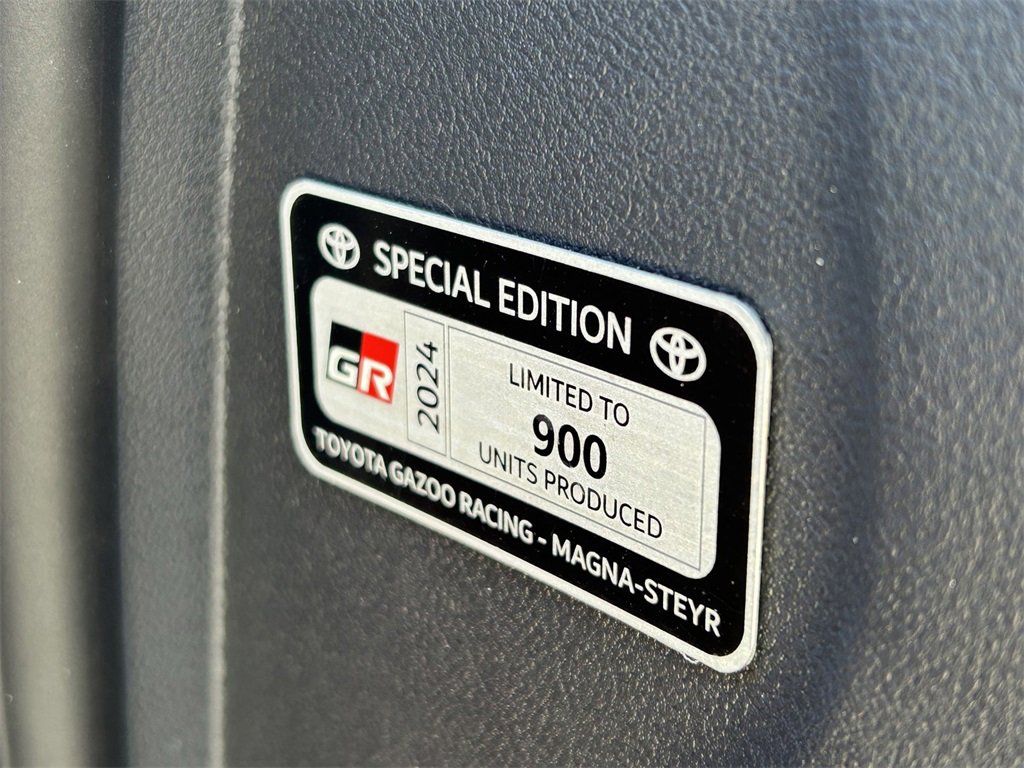 SPECIAL EDITION
GR
2024
LIMITED TO
900
UNITS PRODUCED
TOYOTA GAZOO RACING - MAGNA-STEYR